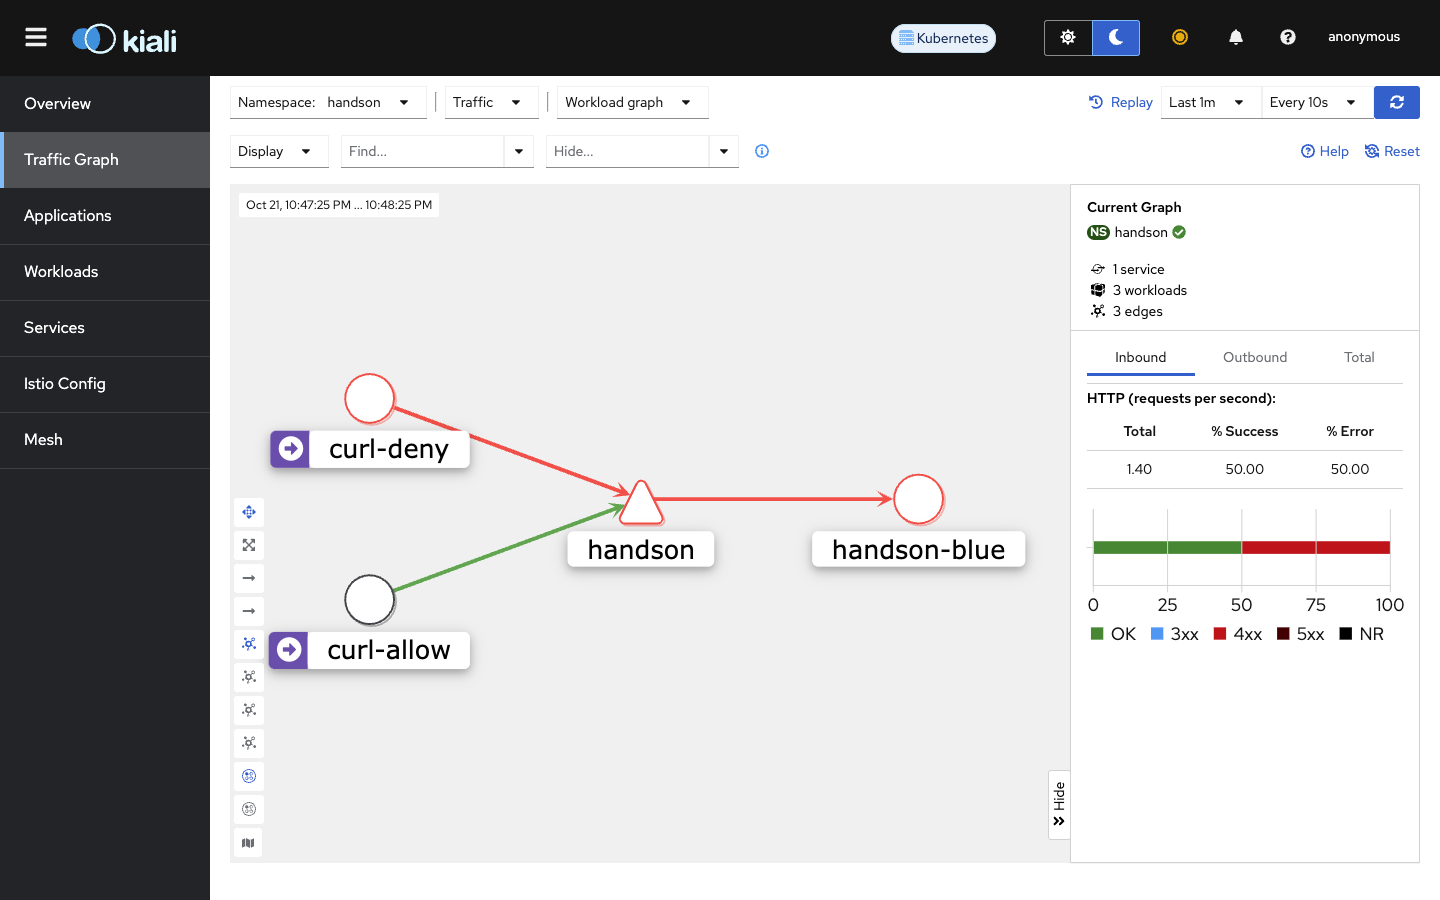 kiali
Kubernetes
anonymous
Overview
Traffic Graph
Applications
Workloads
Services
Istio Config
Mesh
Namespace: handson
Traffic
Workload graph
Replay
Last 1m
Every 10s
Display
Find...
Hide...
Help
Reset
Oct 21, 10:47:25 PM ... 10:48:25 PM
curl-deny
handson
handson-blue
curl-allow
Hide
Current Graph
NS handson
1 service
3 workloads
3 edges
Inbound Outbound Total
HTTP (requests per second):
Total % Success % Error
1.40 50.00 50.00
0 25 50 75 100
OK 3xx 4xx 5xx NR